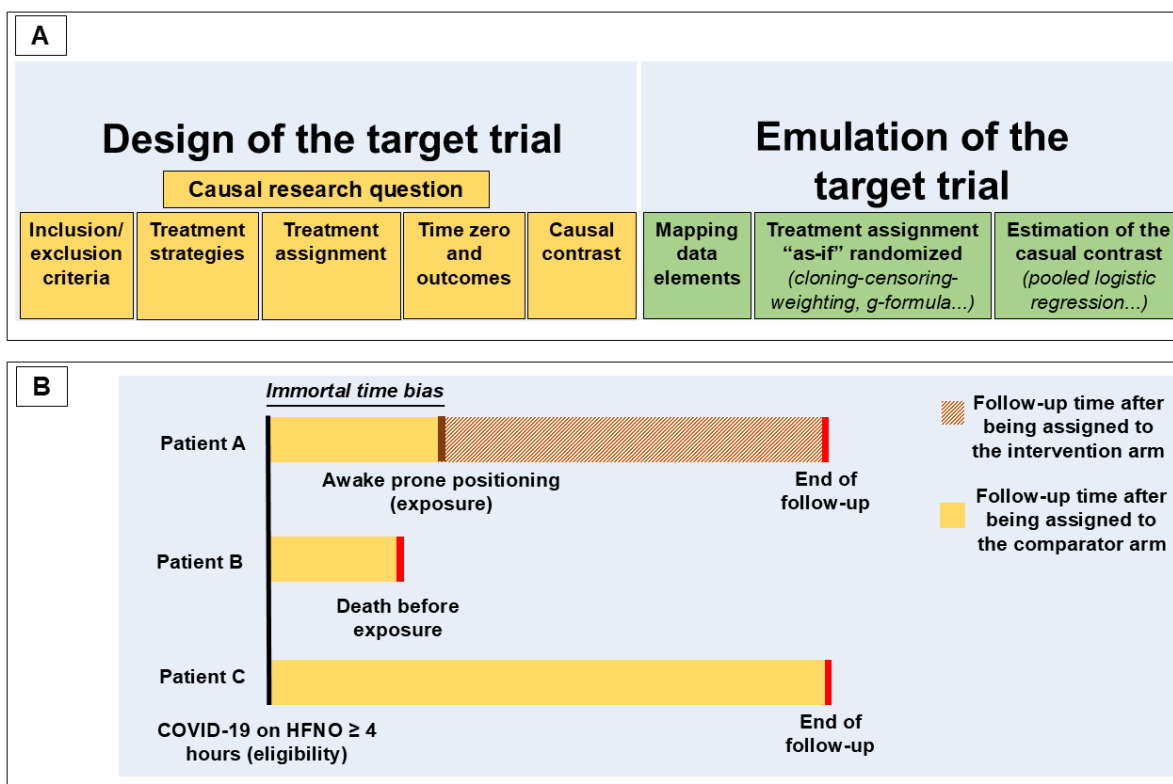 A
Design of the target trial
Causal research question
Inclusion/
exclusion
criteria
Treatment
strategies
Treatment
assignment
Time zero
and
outcomes
Causal
contrast
Emulation of the
target trial
Mapping
data
elements
Treatment assignment
“as-if” randomized
(cloning-censoring-
weighting, g-formula...)
Estimation of the
casual contrast
(pooled logistic
regression...)
B
Immortal time bias
Patient A
Awake prone positioning
(exposure)
End of
follow-up
Patient B
Death before
exposure
Patient C
COVID-19 on HFNO ≥ 4
hours (eligibility)
End of
follow-up
Follow-up time after
being assigned to
the intervention arm
Follow-up time after
being assigned to
the comparator arm